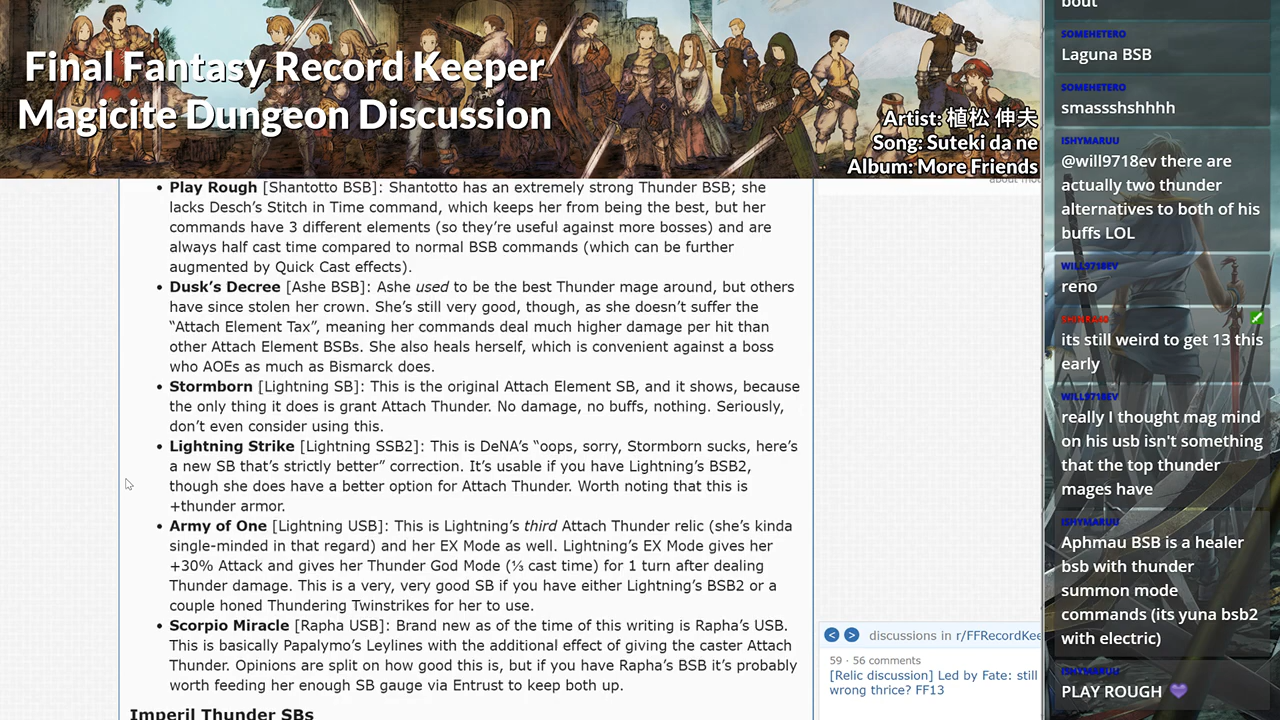 Final Fantasy Record Keeper
Magicite Dungeon Discussion
Artist: 植松 伸夫
Song: Suteki da ne
Album: More Friends
• Play Rough [Shantotto BSB]: Shantotto has an extremely strong Thunder BSB; she
lacks Desch’s Stitch in Time command, which keeps her from being the best, but her
commands have 3 different elements (so they’re useful against more bosses) and are
always half cast time compared to normal BSB commands (which can be further
augmented by Quick Cast effects).
• Dusk’s Decree [Ashe BSB]: Ashe used to be the best Thunder mage around, but others
have since stolen her crown. She’s still very good, though, as she doesn’t suffer the
“Attach Element Tax”, meaning her commands deal much higher damage per hit than
other Attach Element BSBs. She also heals herself, which is convenient against a boss
who AOEs as much as Bismarck does.
• Stormborn [Lightning SB]: This is the original Attach Element SB, and it shows, because
the only thing it does is grant Attach Thunder. No damage, no buffs, nothing. Seriously,
don’t even consider using this.
• Lightning Strike [Lightning SSB2]: This is DeNA’s “oops, sorry, Stormborn sucks, here’s
a new SB that’s strictly better” correction. It’s usable if you have Lightning’s BSB2,
though she does have a better option for Attach Thunder. Worth noting that this is
+thunder armor.
• Army of One [Lightning USB]: This is Lightning’s third Attach Thunder relic (she’s kinda
single-minded in that regard) and her EX Mode as well. Lightning’s EX Mode gives her
+30% Attack and gives her Thunder God Mode (⅓ cast time) for 1 turn after dealing
Thunder damage. This is a very, very good SB if you have either Lightning’s BSB2 or a
couple honed Thundering Twinstrikes for her to use.
• Scorpio Miracle [Rapha USB]: Brand new as of the time of this writing is Rapha’s USB.
This is basically Papalymo’s Leylines with the additional effect of giving the caster Attach
Thunder. Opinions are split on how good this is, but if you have Rapha’s BSB it’s probably
worth feeding her enough SB gauge via Entrust to keep both up.
Imperil Thunder SBs
< > discussions in r/FFRecordKee
59 · 56 comments
[Relic discussion] Led by Fate: still
wrong thrice? FF13
bout
SOMEHETERO
Laguna BSB
SOMEHETERO
smassshshhhh
ISHYMARUU
@will9718ev there are
actually two thunder
alternatives to both of his
buffs LOL
WILL9718EV
reno
its still weird to get 13 this
early
WILL9718EV
really I thought mag mind
on his usb isn't something
that the top thunder
mages have
ISHYMARUU
Aphmau BSB is a healer
bsb with thunder
summon mode
commands (its yuna bsb2
with electric)
ISHYMARUU
PLAY ROUGH 💜